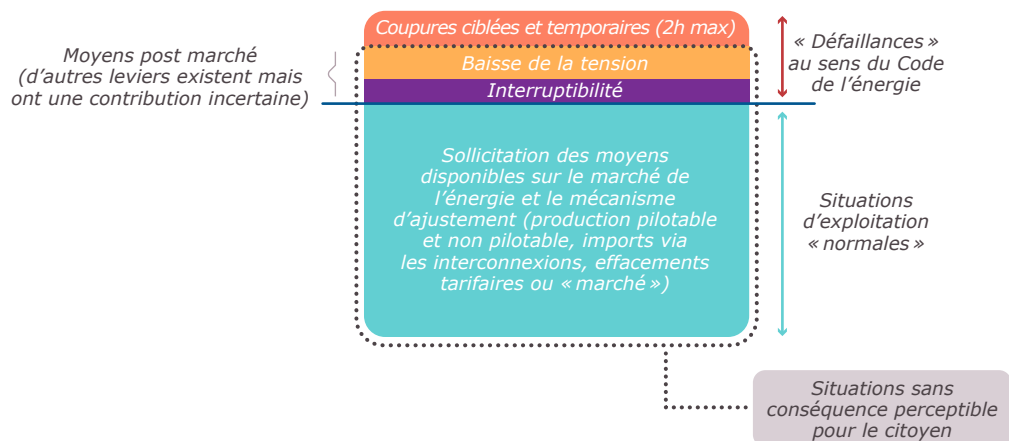 Coupures ciblées et temporaires (2h max)
Moyens post marché
(d'autres leviers existent mais
ont une contribution incertaine)
Baisse de la tension
Interruptibilité
« Défaillances »
au sens du Code
de l'énergie
Sollicitation des moyens
disponibles sur le marché de
l'énergie et le mécanisme
d'ajustement (production pilotable
et non pilotable, imports via
les interconnexions, effacements
tarifaires ou « marché »)
Situations
d'exploitation
« normales »
Situations sans
conséquence perceptible
pour le citoyen